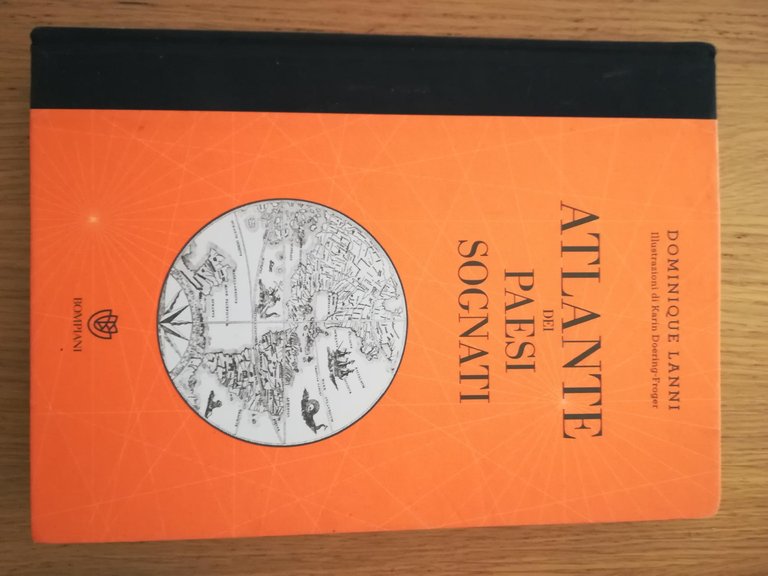 DOMINIQUE LANNI
Illustrazioni di Karin Doering-Froger
ATLANTE
DEI
PAESI
SOGNATI
BOMPIANI